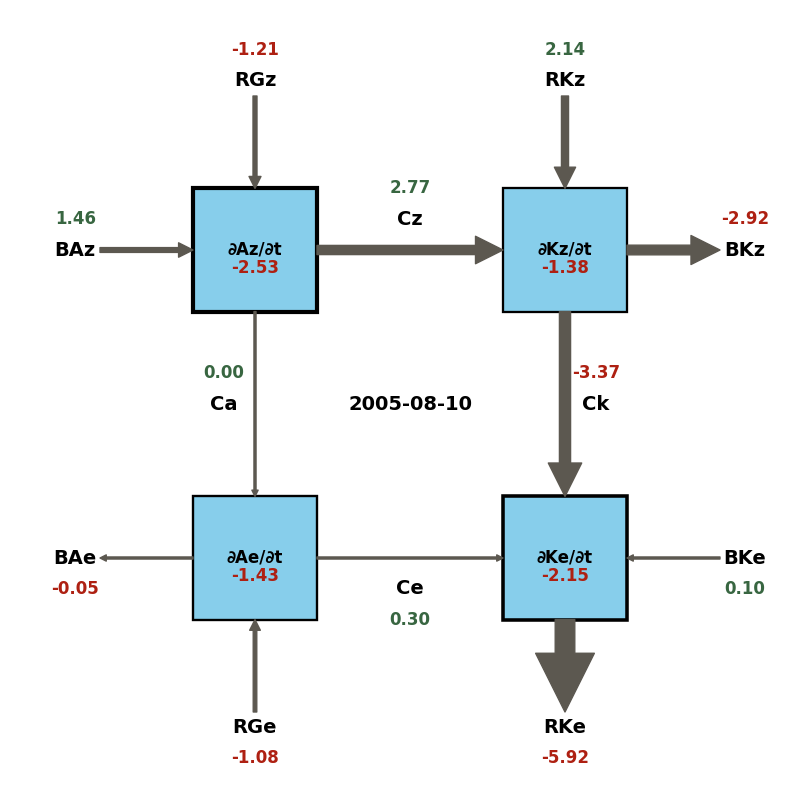 -1.21
RGz
2.14
RKz
1.46
BAz
∂Az/∂t
-2.53
2.77
Cz
∂Kz/∂t
-1.38
-2.92
BKz
0.00
Ca
2005-08-10
-3.37
Ck
BAe
-0.05
∂Ae/∂t
-1.43
Ce
0.30
∂Ke/∂t
-2.15
BKe
0.10
RGe
-1.08
RKe
-5.92